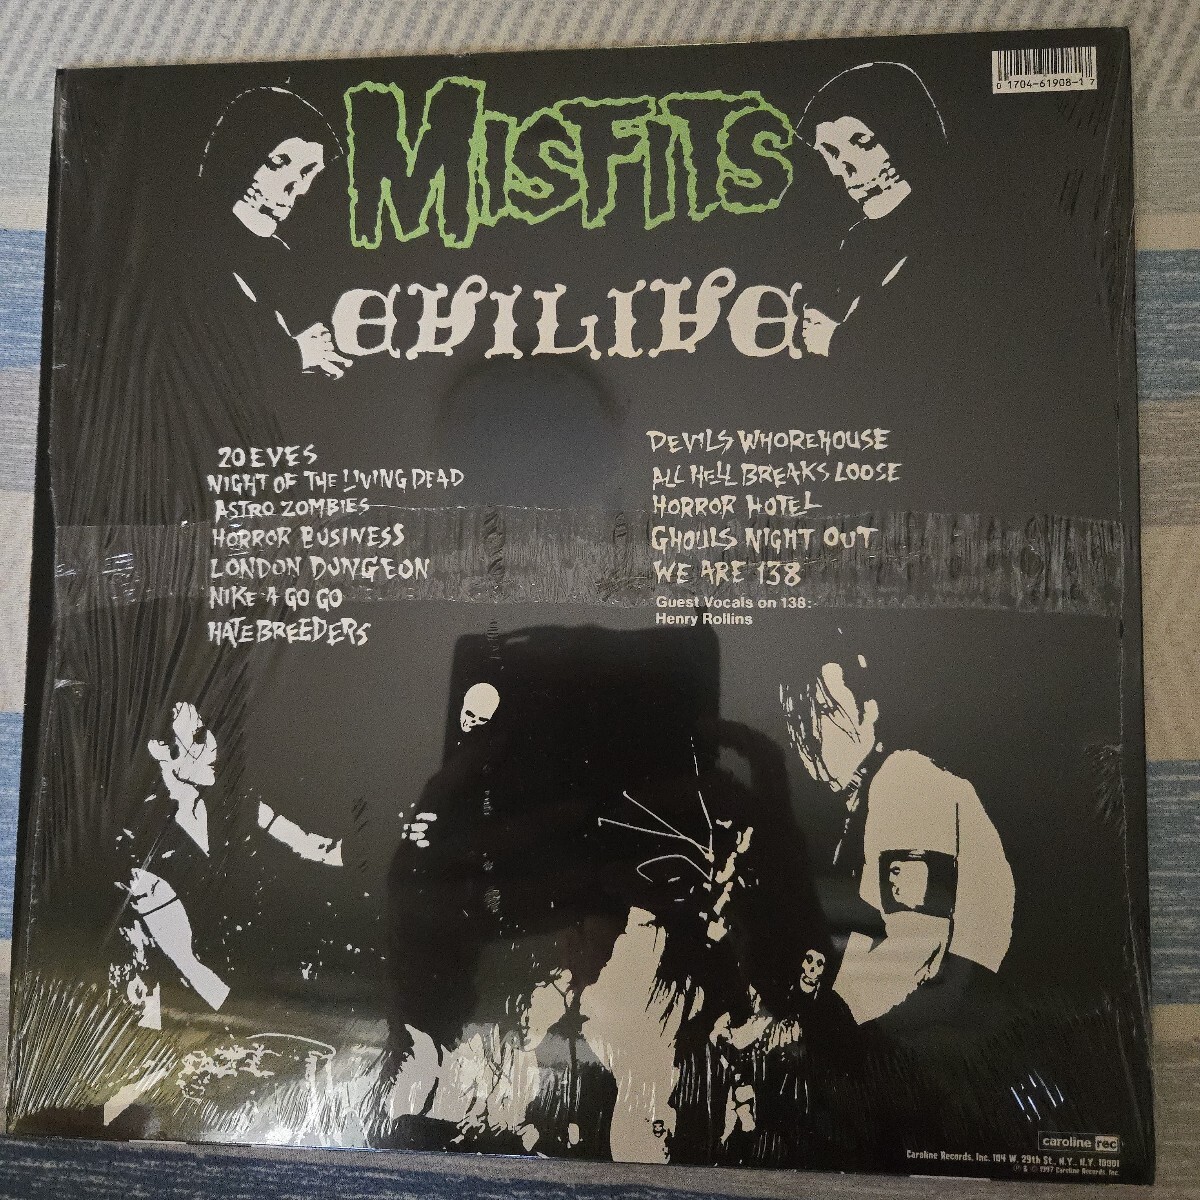 0 1704-61908-1 7
MISFITS
EVILIVE
20 EYES
NIGHT OF THE LIVING DEAD
ASTRO ZOMBIES
HORROR BUSINESS
LONDON DUNGEON
NIKE A GO GO
HATEBREEDERS
DEVILS WHOREHOUSE
ALL HELL BREAKS LOOSE
HORROR HOTEL
GHOULS NIGHT OUT
WE ARE 138
Guest Vocals on 138:
Henry Rollins
caroline rec
Caroline Records, Inc. 104 W. 29th St., N.Y., N.Y. 10001
℗ & © 1997 Caroline Records, Inc.